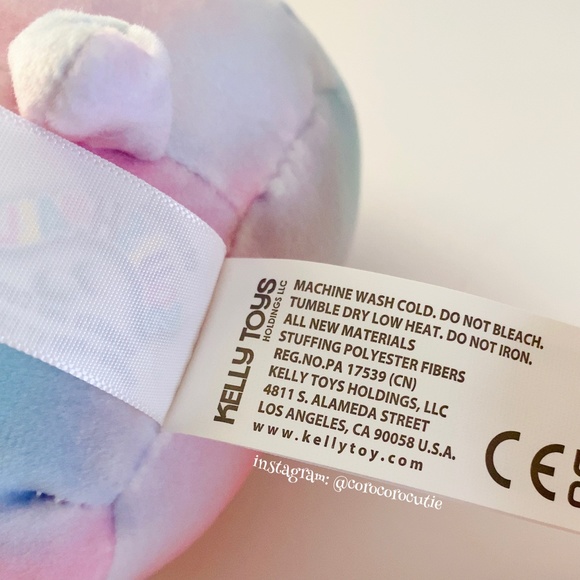 KELLY TOYS
HOLDINGS LLC
MACHINE WASH COLD. DO NOT BLEACH.
TUMBLE DRY LOW HEAT. DO NOT IRON.
ALL NEW MATERIALS
STUFFING POLYESTER FIBERS
REG.NO.PA 17539 (CN)
KELLY TOYS HOLDINGS, LLC
4811 S. ALAMEDA STREET
LOS ANGELES, CA 90058 U.S.A.
www.kellytoy.com
CE
instagram: @corocorocutie